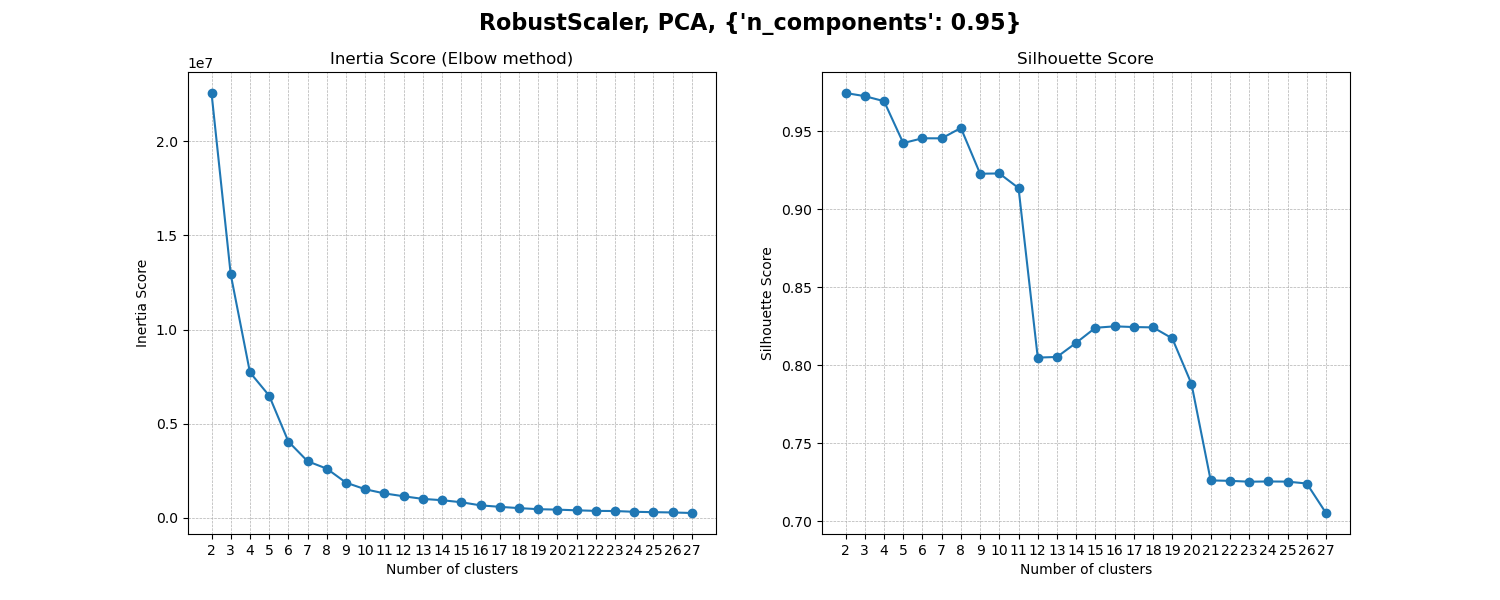 RobustScaler, PCA, {'n_components': 0.95}
Inertia Score (Elbow method)
1e7
2.0
1.5
1.0
0.5
0.0
Inertia Score
2 3 4 5 6 7 8 9 10 11 12 13 14 15 16 17 18 19 20 21 22 23 24 25 26 27
Number of clusters
Silhouette Score
0.95
0.90
0.85
0.80
0.75
0.70
Silhouette Score
2 3 4 5 6 7 8 9 10 11 12 13 14 15 16 17 18 19 20 21 22 23 24 25 26 27
Number of clusters